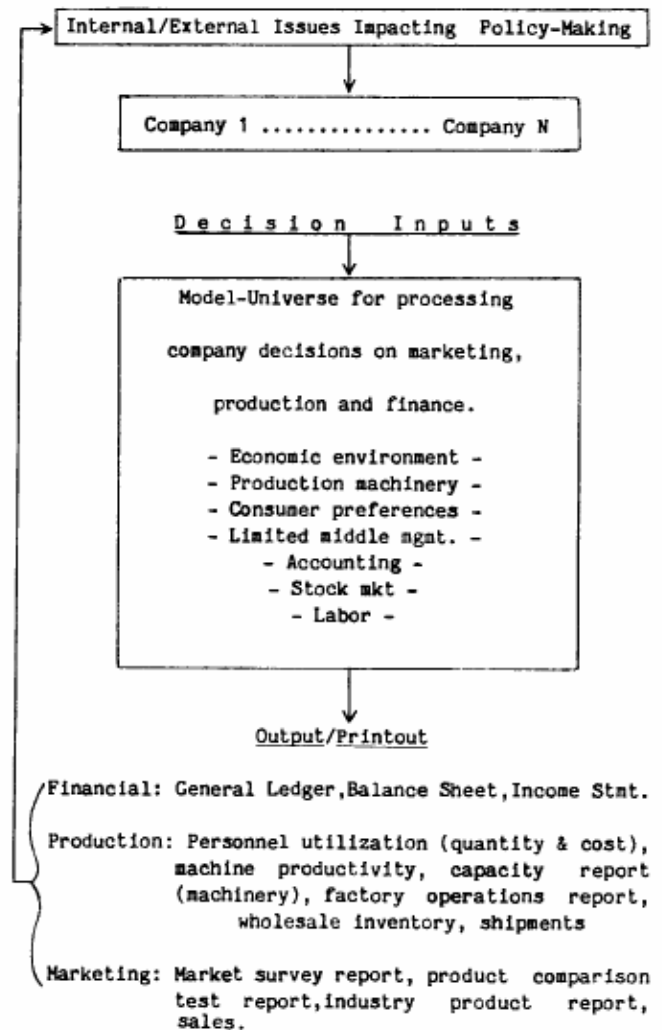 Internal/External Issues Impacting Policy-Making
Company 1 ............... Company N
Decision Inputs
Model-Universe for processing
company decisions on marketing,
production and finance.
- Economic environment -
- Production machinery -
- Consumer preferences -
- Limited middle mgmt. -
- Accounting -
- Stock mkt -
- Labor -
Output/Printout
Financial: General Ledger,Balance Sheet,Income Stmt.
Production: Personnel utilization (quantity & cost),
machine productivity, capacity report
(machinery), factory operations report,
wholesale inventory, shipments
Marketing: Market survey report, product comparison
test report,industry product report,
sales.